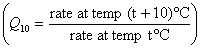 (Q₁₀ = rate at temp (t + 10)°C / rate at temp t°C)